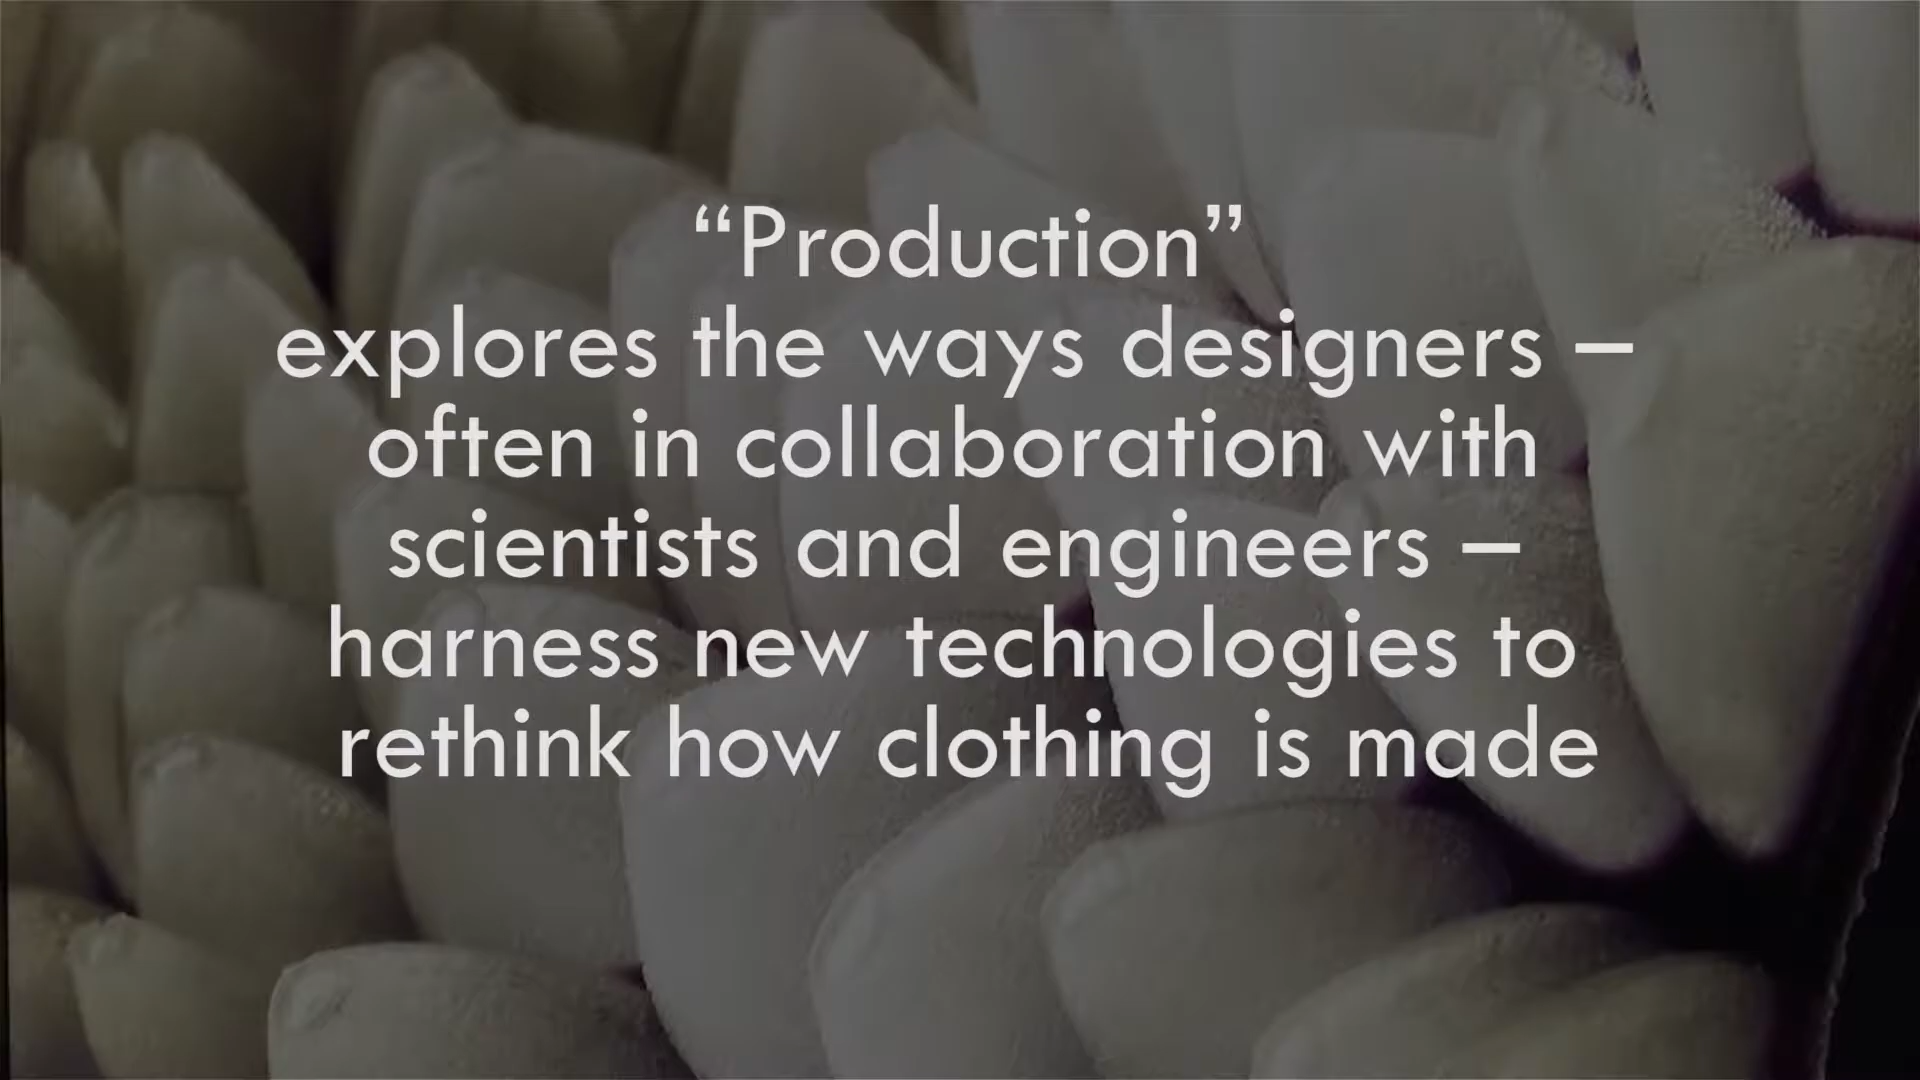 “Production”
explores the ways designers –
often in collaboration with
scientists and engineers –
harness new technologies to
rethink how clothing is made